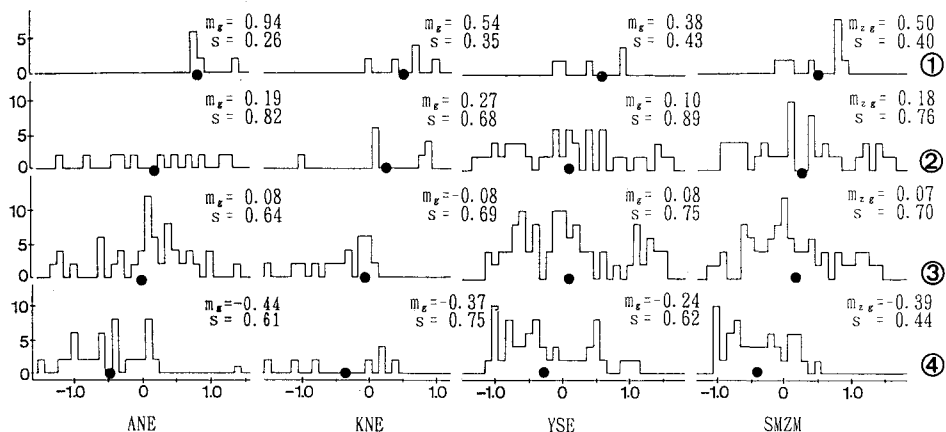 5 m_g = 0.94 m_g = 0.54 m_g = 0.38 m_zg = 0.50
s = 0.26 s = 0.35 s = 0.43 s = 0.40
0 ①
10 m_g = 0.19 m_g = 0.27 m_g = 0.10 m_zg = 0.18
5 s = 0.82 s = 0.68 s = 0.89 s = 0.76
0 ②
10 m_g = 0.08 m_g =-0.08 m_g = 0.08 m_zg = 0.07
5 s = 0.64 s = 0.69 s = 0.75 s = 0.70
0 ③
10 m_g =-0.44 m_g =-0.37 m_g =-0.24 m_zg =-0.39
5 s = 0.61 s = 0.75 s = 0.62 s = 0.44
0 ④
-1.0 0 1.0 -1.0 0 1.0 -1.0 0 1.0 -1.0 0 1.0
ANE KNE YSE SMZM